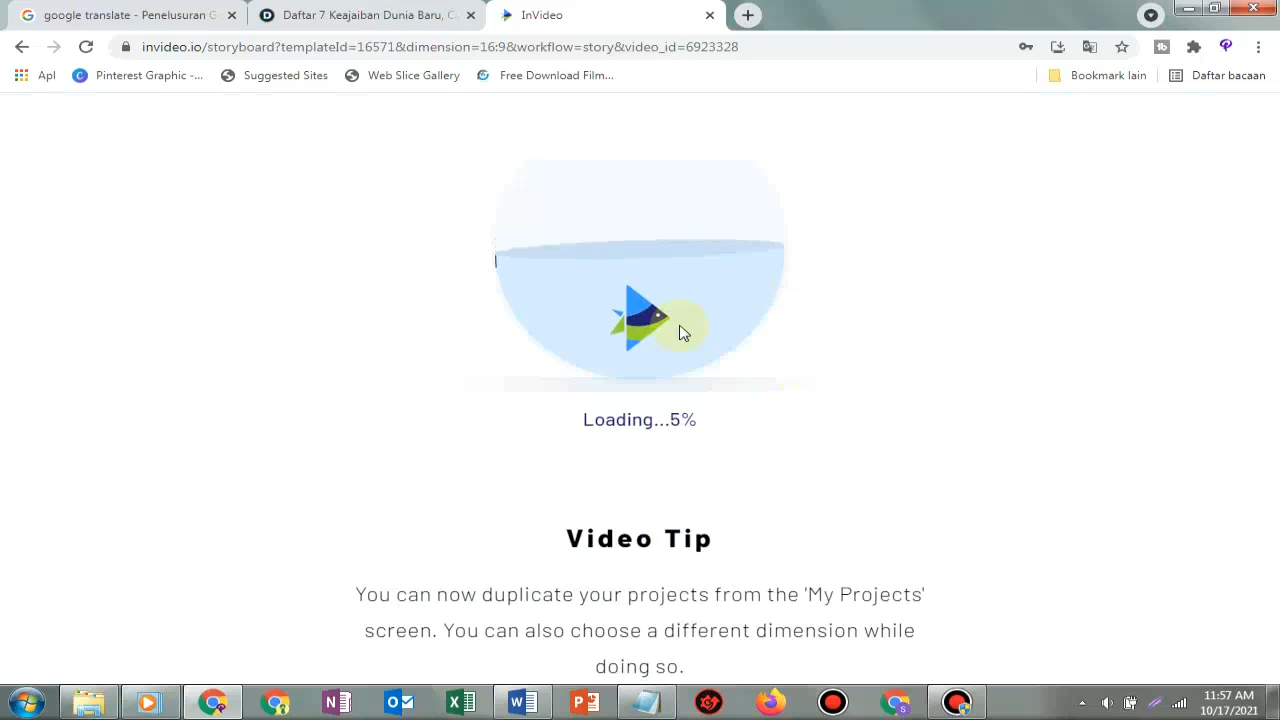 google translate - Penelusuran G
Daftar 7 Keajaiban Dunia Baru, C
InVideo
invideo.io/storyboard?templateId=16571&dimension=16:9&workflow=story&video_id=6923328
Apl
Pinterest Graphic -...
Suggested Sites
Web Slice Gallery
Free Download Film...
Bookmark lain
Daftar bacaan
Loading...5%
Video Tip
You can now duplicate your projects from the 'My Projects'
screen. You can also choose a different dimension while
doing so.
11:57 AM
10/17/2021